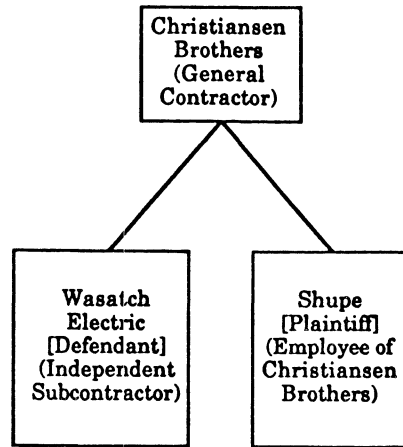 Christiansen
Brothers
(General
Contractor)
Wasatch
Electric
[Defendant]
(Independent
Subcontractor)
Shupe
[Plaintiff]
(Employee of
Christiansen
Brothers)